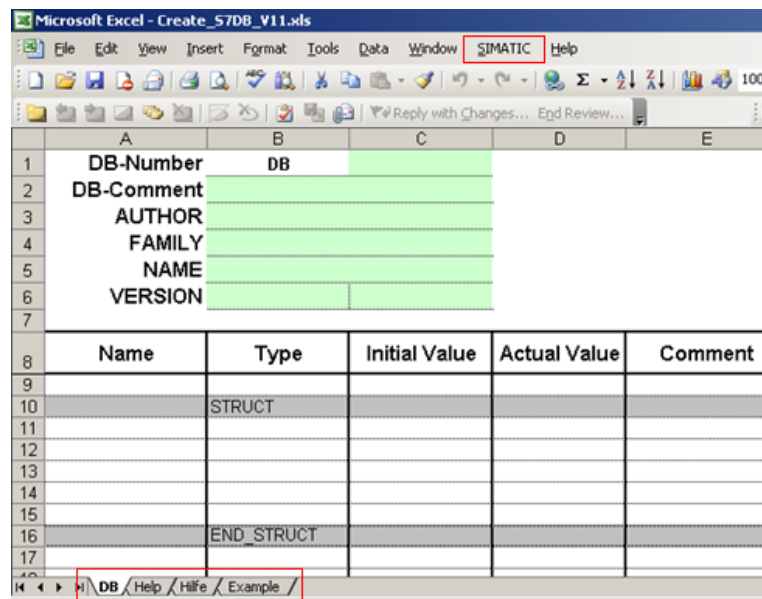 Microsoft Excel - Create_S7DB_V11.xls
File Edit View Insert Format Tools Data Window SIMATIC Help
100
Reply with Changes... End Review...
A B C D E
1 DB-Number DB
2 DB-Comment
3 AUTHOR
4 FAMILY
5 NAME
6 VERSION
7
8 Name Type Initial Value Actual Value Comment
9
10 STRUCT
11
12
13
14
15
16 END_STRUCT
17
DB Help Hilfe Example